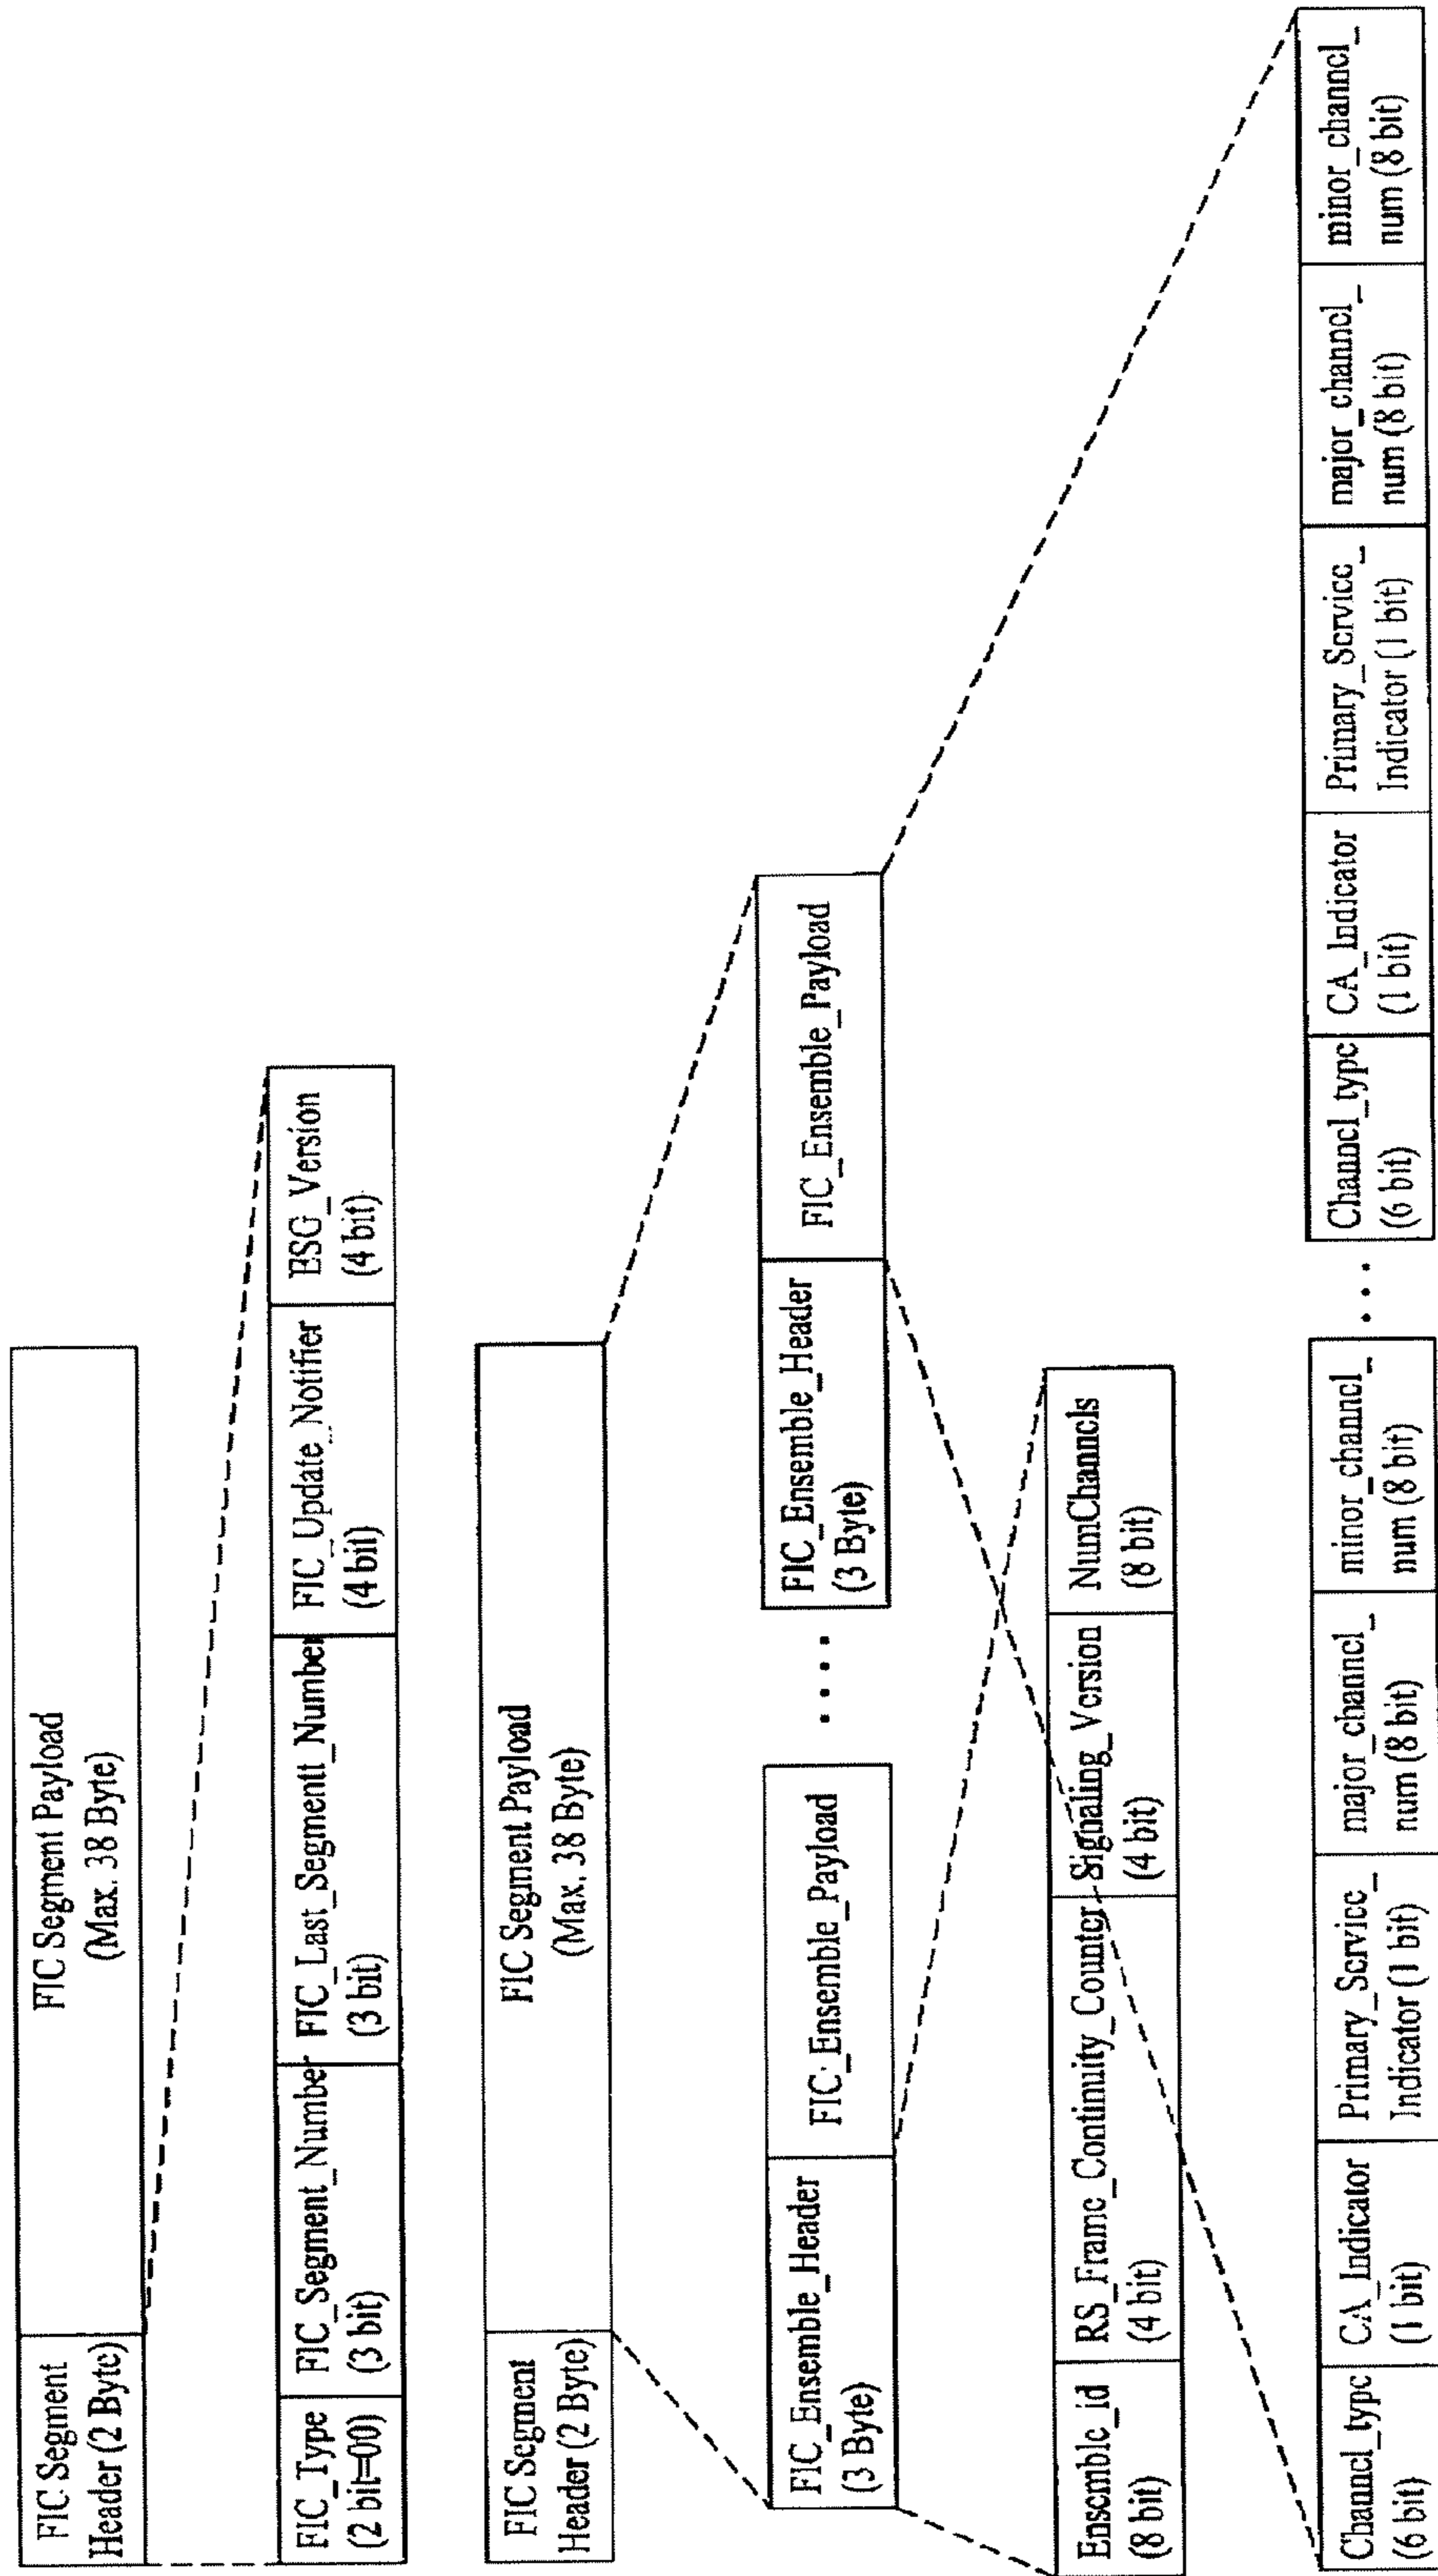 FIC Segment
Header (2 Byte)
FIC Segment Payload
(Max. 38 Byte)
FIC_Type
(2 bit=00)
FIC_Segment_Number
(3 bit)
FIC_Last_Segmentt_Number
(3 bit)
FIC_Update_Notifier
(4 bit)
ESG_Version
(4 bit)
FIC Segment
Header (2 Byte)
FIC Segment Payload
(Max. 38 Byte)
FIC_Ensemble_Header
(3 Byte)
FIC_Ensemble_Payload
. . . .
FIC_Ensemble_Header
(3 Byte)
FIC_Ensemble_Payload
Ensemble_id
(8 bit)
RS_Frame_Continuity_Counter
(4 bit)
Signaling_Version
(4 bit)
NumChannels
(8 bit)
Channel_type
(6 bit)
CA_Indicator
(1 bit)
Primary_Service_
Indicator (1 bit)
major_channel_
num (8 bit)
minor_channel_
num (8 bit)
. . .
Channel_type
(6 bit)
CA_Indicator
(1 bit)
Primary_Service_
Indicator (1 bit)
major_channel_
num (8 bit)
minor_channel_
num (8 bit)